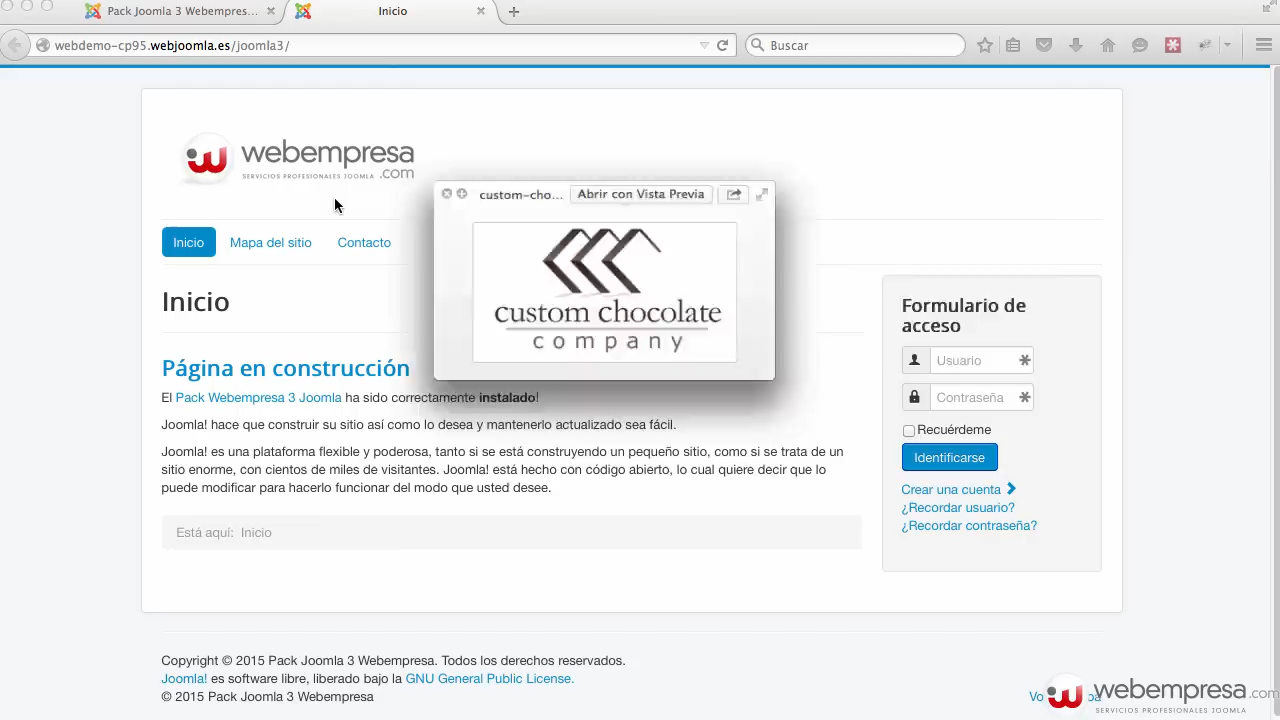 Pack Joomla 3 Webempres...
Inicio
webdemo-cp95.webjoomla.es/joomla3/
Buscar
webempresa
SERVICIOS PROFESIONALES JOOMLA .com
custom-cho...
Abrir con Vista Previa
custom chocolate
company
Inicio
Mapa del sitio
Contacto
Inicio
Página en construcción
El Pack Webempresa 3 Joomla ha sido correctamente instalado!
Joomla! hace que construir su sitio así como lo desea y mantenerlo actualizado sea fácil.
Joomla! es una plataforma flexible y poderosa, tanto si se está construyendo un pequeño sitio, como si se trata de un
sitio enorme, con cientos de miles de visitantes. Joomla! está hecho con código abierto, lo cual quiere decir que lo
puede modificar para hacerlo funcionar del modo que usted desee.
Está aquí: Inicio
Formulario de
acceso
Usuario
Contraseña
Recuérdeme
Identificarse
Crear una cuenta
¿Recordar usuario?
¿Recordar contraseña?
Copyright © 2015 Pack Joomla 3 Webempresa. Todos los derechos reservados.
Joomla! es software libre, liberado bajo la GNU General Public License.
© 2015 Pack Joomla 3 Webempresa
webempresa.com
SERVICIOS PROFESIONALES JOOMLA